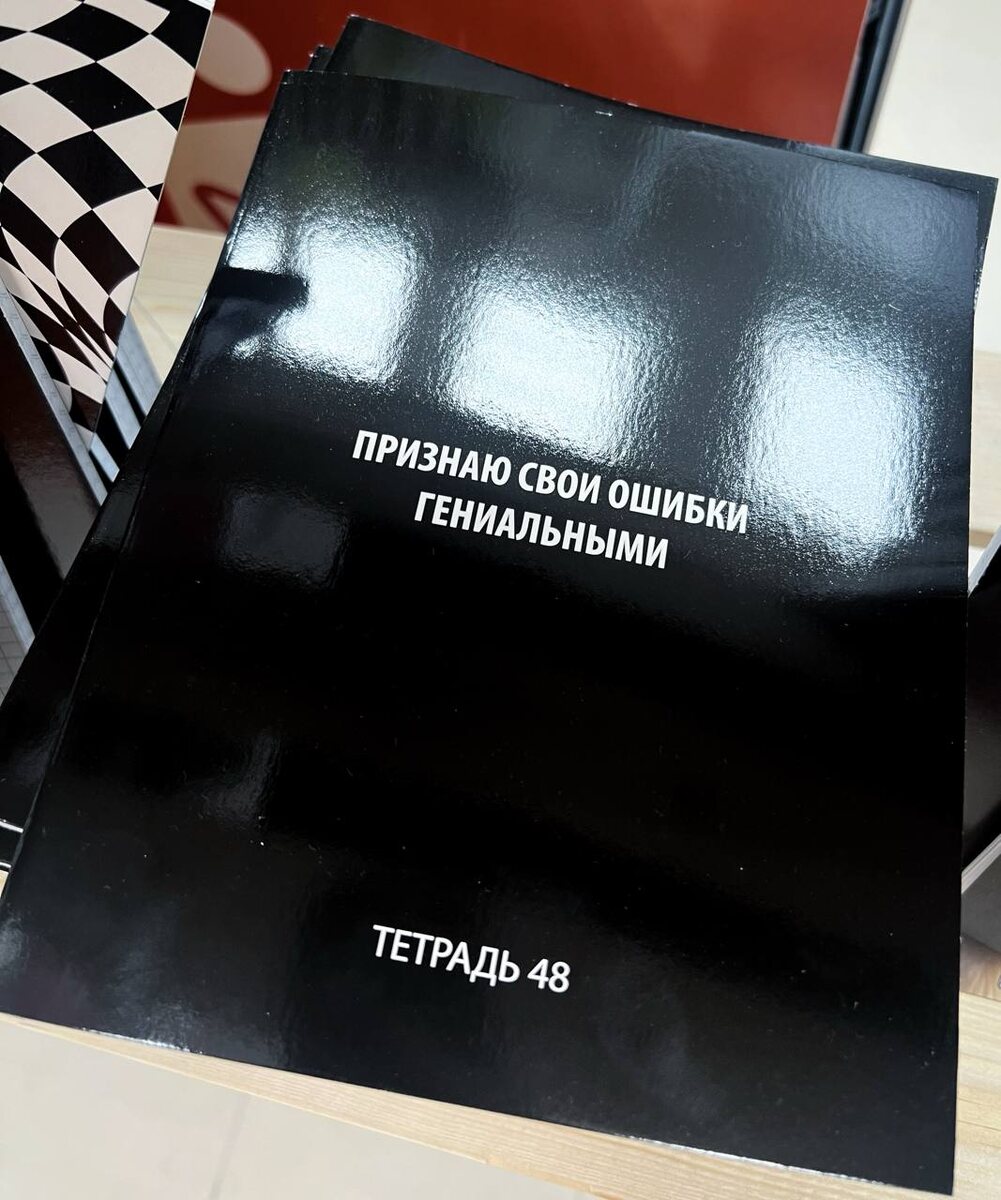 ПРИЗНАЮ СВОИ ОШИБКИ
ГЕНИАЛЬНЫМИ
ТЕТРАДЬ 48